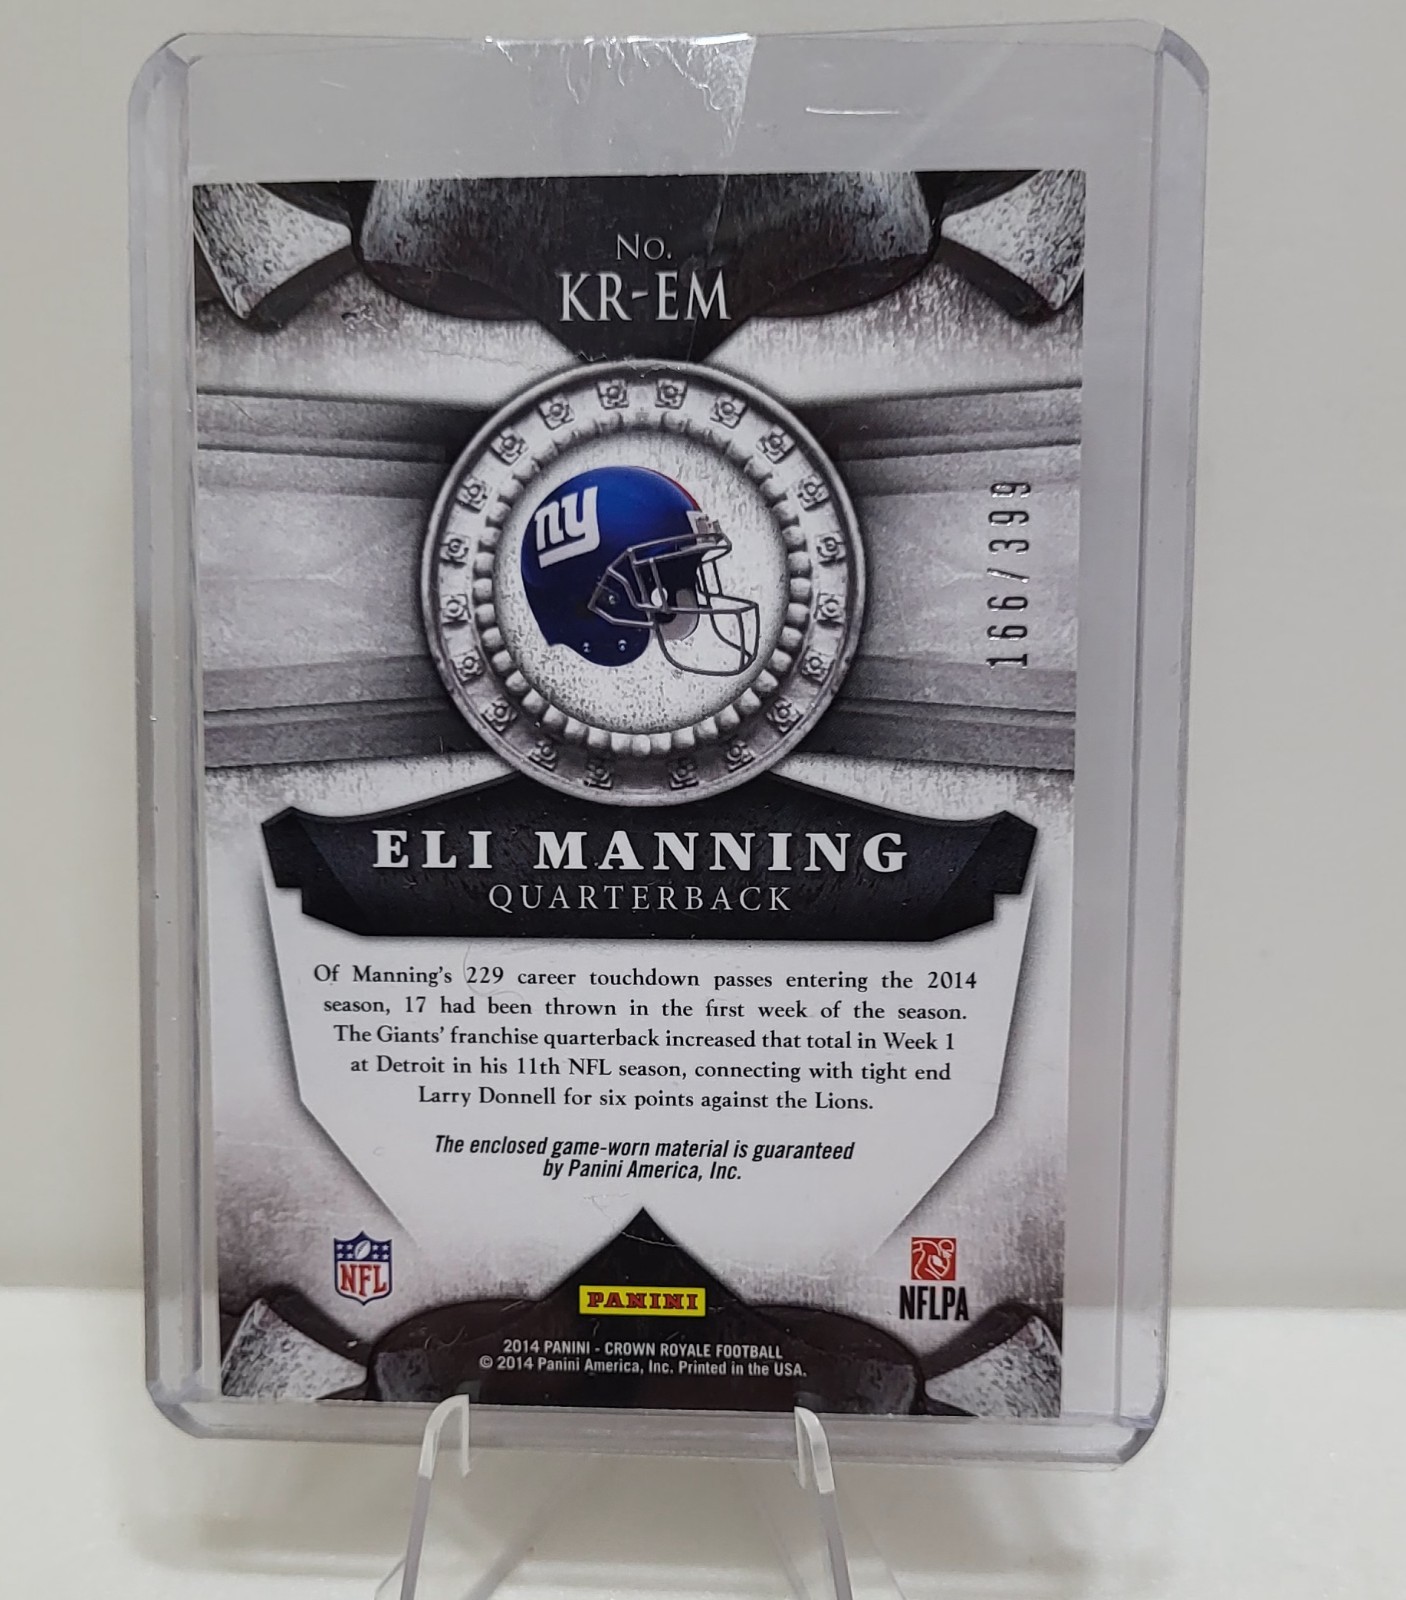 No.
KR-EM
ny
166/399
ELI MANNING
QUARTERBACK
Of Manning's 229 career touchdown passes entering the 2014
season, 17 had been thrown in the first week of the season.
The Giants' franchise quarterback increased that total in Week 1
at Detroit in his 11th NFL season, connecting with tight end
Larry Donnell for six points against the Lions.
The enclosed game-worn material is guaranteed
by Panini America, Inc.
NFL
PANINI
NFLPA
2014 PANINI - CROWN ROYALE FOOTBALL
© 2014 Panini America, Inc. Printed in the USA.